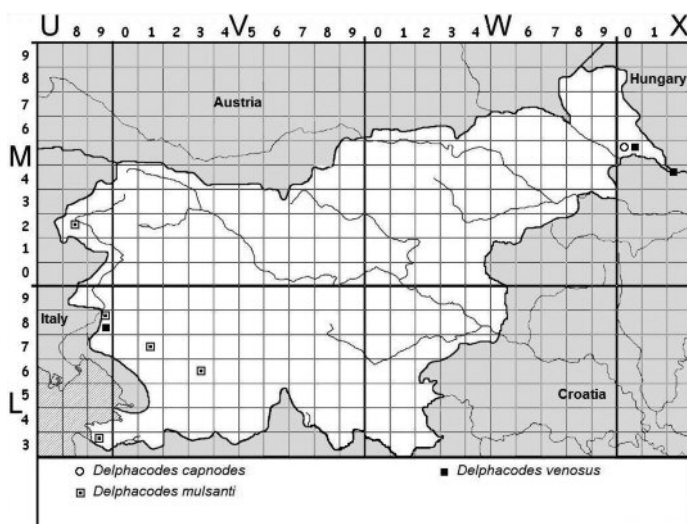 U 8 9 0 1 2 3 4 V 5 6 7 8 9 0 1 2 3 4 W 5 6 7 8 9 0 1 X
9
8
Hungary
7
Austria
6
M
4
3
2
1
0
9
Italy
8
7
6
5
L
Croatia
4
3
Delphacodes capnodes
Delphacodes venosus
Delphacodes mulsanti